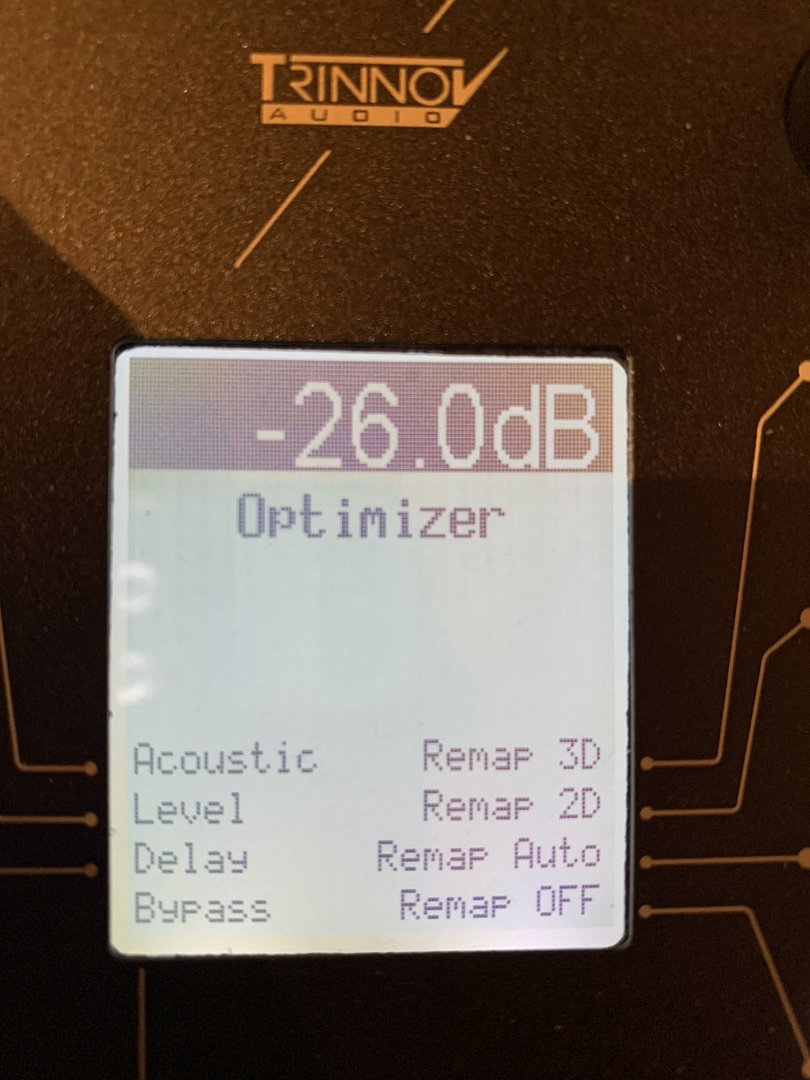 TRINNOV
AUDIO
-26.0dB
Optimizer
Acoustic Remap 3D
Level Remap 2D
Delay Remap Auto
Bypass Remap OFF